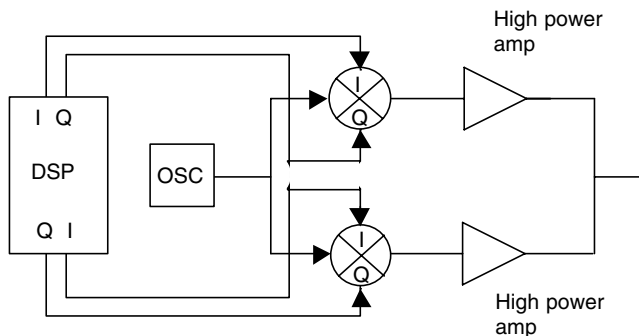 High power
amp
I
Q
I Q
DSP
OSC
Q I
I
Q
High power
amp